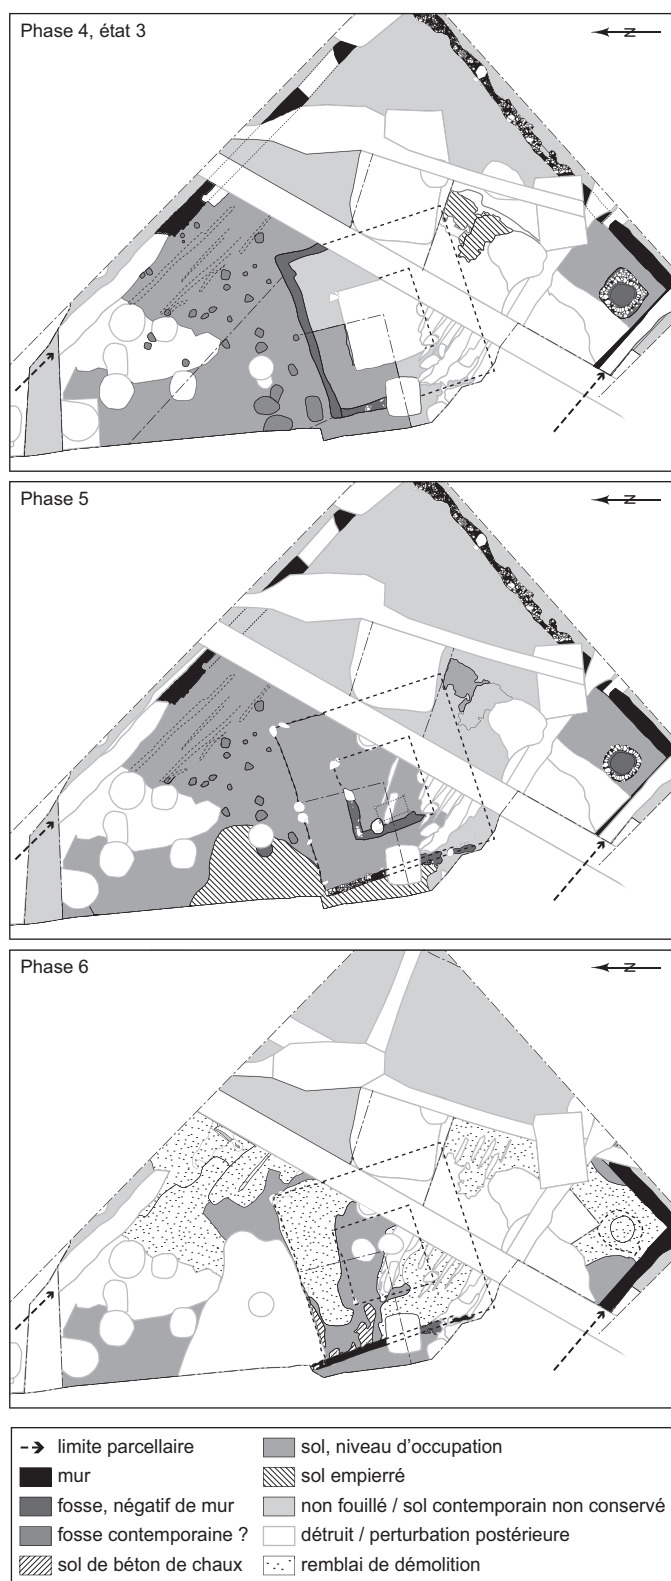 Phase 4, état 3
N
Phase 5
N
Phase 6
N
limite parcellaire
mur
fosse, négatif de mur
fosse contemporaine ?
sol de béton de chaux
sol, niveau d'occupation
sol empierré
non fouillé / sol contemporain non conservé
détruit / perturbation postérieure
remblai de démolition